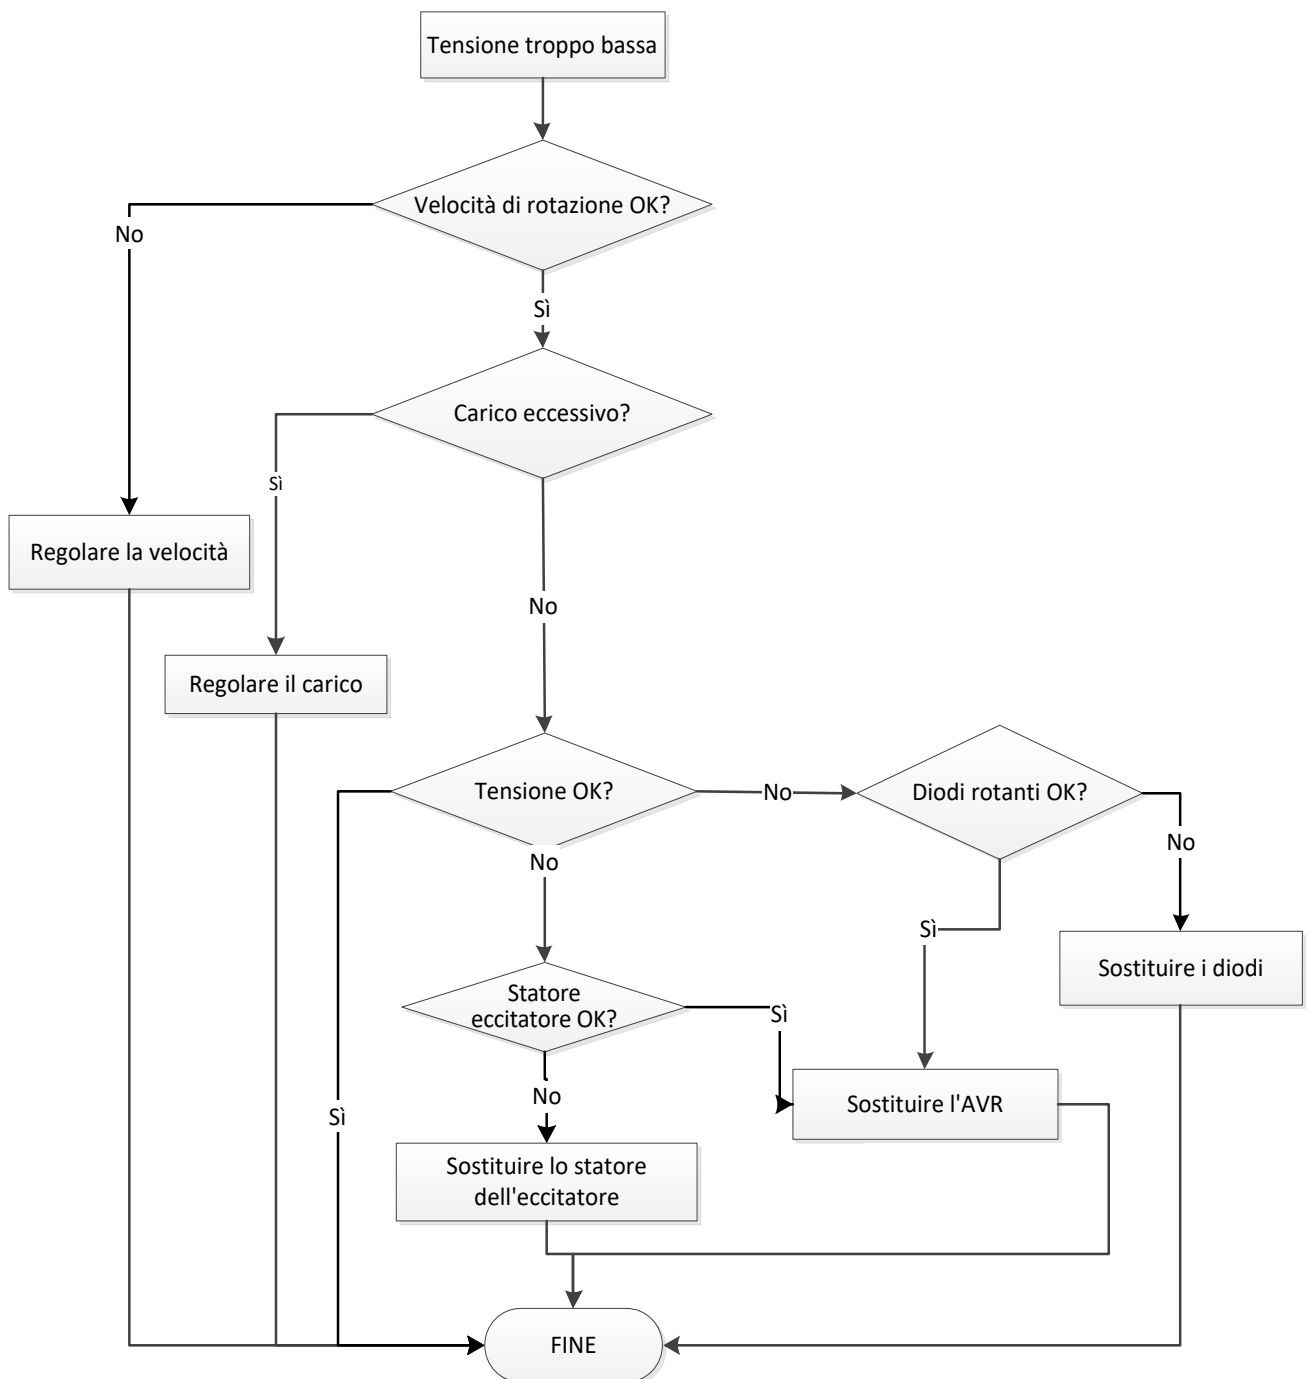 Tensione troppo bassa
Velocità di rotazione OK?
No
Sì
Carico eccessivo?
Sì
Regolare la velocità
No
Regolare il carico
Tensione OK?
No
Diodi rotanti OK?
No
No
Sì
Sostituire i diodi
Statore
eccitatore OK?
Sì
No
Sostituire l'AVR
Sì
Sostituire lo statore
dell'eccitatore
FINE